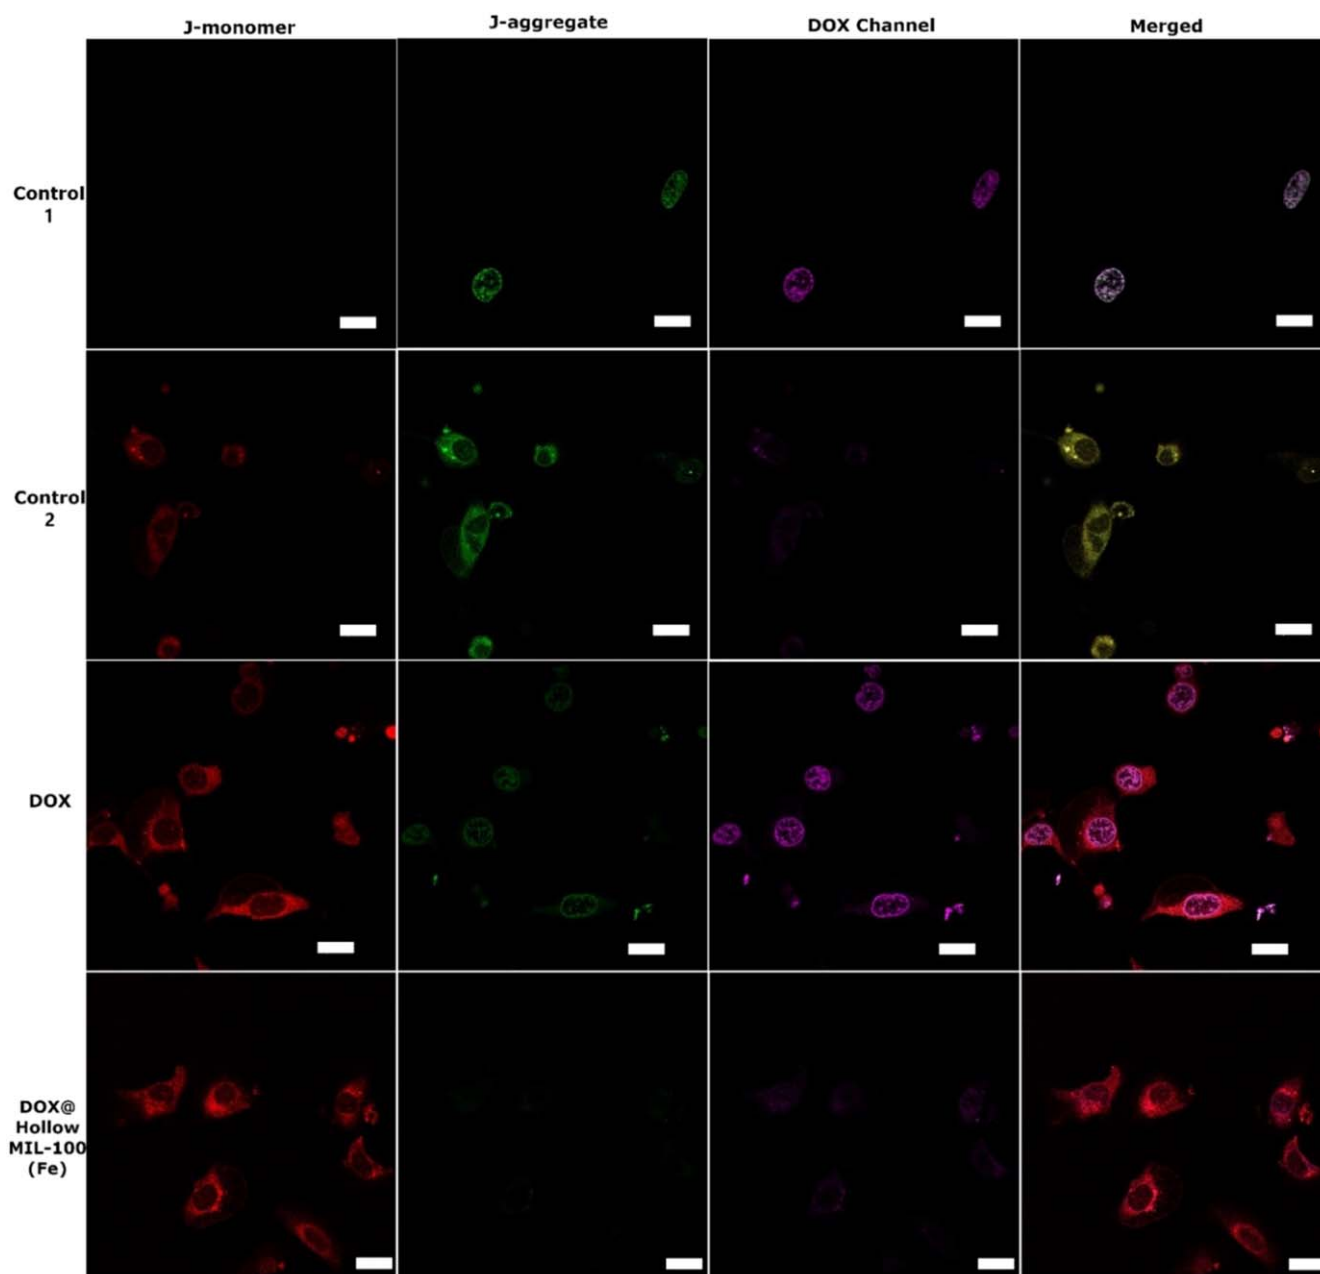 J-monomer J-aggregate DOX Channel Merged
Control
1
Control
2
DOX
DOX@
Hollow
MIL-100
(Fe)